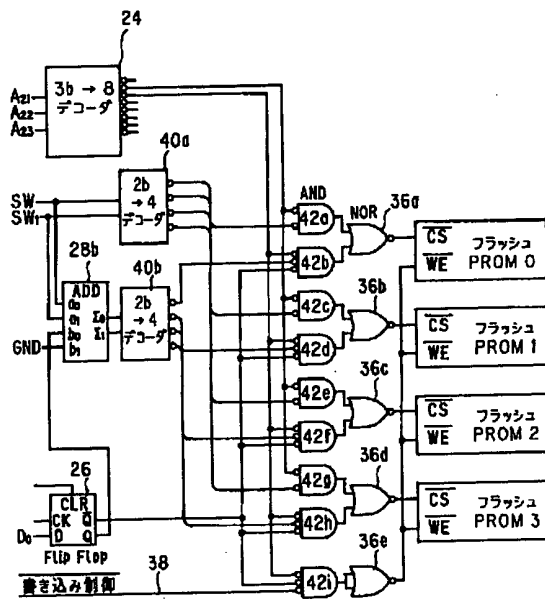 24
3b → 8
デコーダ
A21
A22
A23
40a
2b
→ 4
デコーダ
SW
SW1
40b
2b
→ 4
デコーダ
28b
ADD
a0
a1
b0
b1
Σ0
Σ1
GND
AND
42a
42b
42c
42d
42e
42f
42g
42h
42i
NOR
36a
36b
36c
36d
36e
CS
WE
フラッシュ
PROM 0
CS
WE
フラッシュ
PROM 1
CS
WE
フラッシュ
PROM 2
CS
WE
フラッシュ
PROM 3
26
CLR
CK
D
Q
Q
D0
Flip Flop
書き込み制御
38